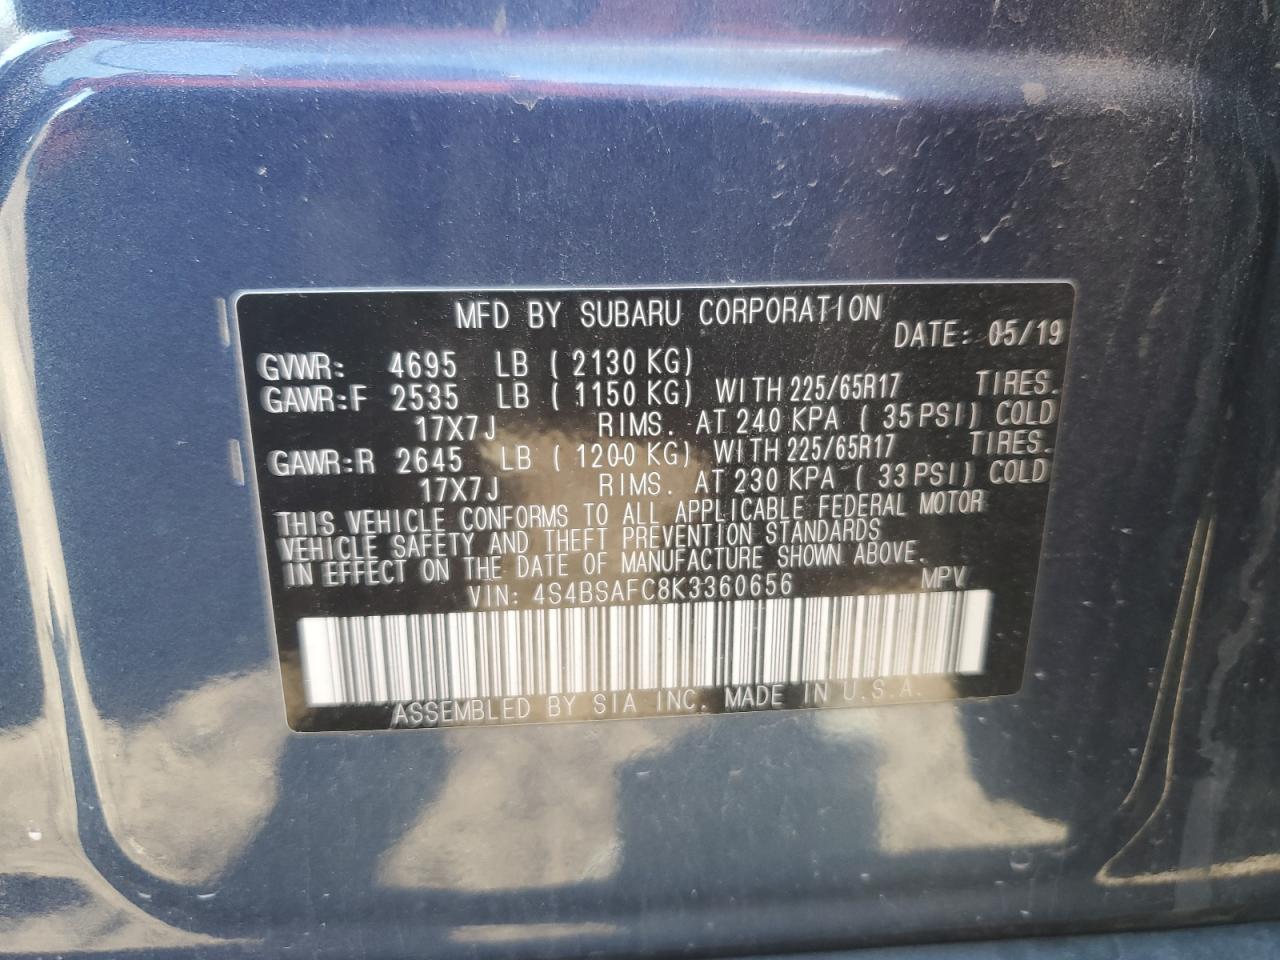 MFD BY SUBARU CORPORATION
DATE: 05/19
GVWR: 4695 LB ( 2130 KG)
GAWR:F 2535 LB ( 1150 KG) WITH 225/65R17 TIRES.
17X7J RIMS. AT 240 KPA ( 35 PSI) COLD
GAWR:R 2645 LB ( 1200 KG) WITH 225/65R17 TIRES.
17X7J RIMS. AT 230 KPA ( 33 PSI) COLD
THIS VEHICLE CONFORMS TO ALL APPLICABLE FEDERAL MOTOR
VEHICLE SAFETY AND THEFT PREVENTION STANDARDS
IN EFFECT ON THE DATE OF MANUFACTURE SHOWN ABOVE.
VIN: 4S4BSAFC8K3360656 MPV
ASSEMBLED BY SIA INC. MADE IN U.S.A.